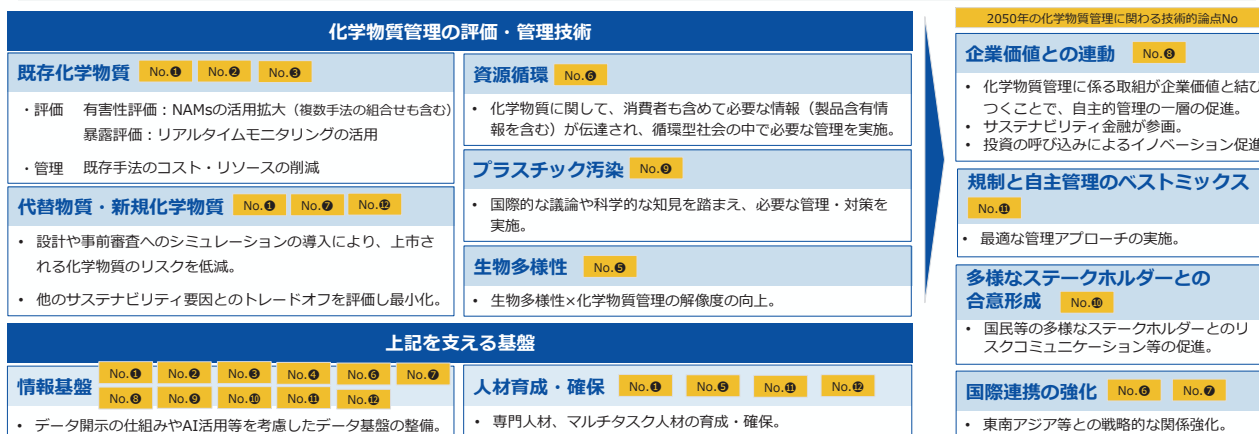 化学物質管理の評価・管理技術
既存化学物質 No.❶ No.❷ No.❸
・評価 有害性評価：NAMsの活用拡大（複数手法の組合せも含む）
暴露評価：リアルタイムモニタリングの活用
・管理 既存手法のコスト・リソースの削減
代替物質・新規化学物質 No.❶ No.❼ No.⓬
• 設計や事前審査へのシミュレーションの導入により、上市さ
れる化学物質のリスクを低減。
• 他のサステナビリティ要因とのトレードオフを評価し最小化。
資源循環 No.❻
• 化学物質に関して、消費者も含めて必要な情報（製品含有情
報を含む）が伝達され、循環型社会の中で必要な管理を実施。
プラスチック汚染 No.❾
• 国際的な議論や科学的な知見を踏まえ、必要な管理・対策を
実施。
生物多様性 No.❺
• 生物多様性×化学物質管理の解像度の向上。
上記を支える基盤
情報基盤 No.❶ No.❷ No.❸ No.❹ No.❻ No.❼
No.❽ No.❾ No.❿ No.⓫ No.⓬
• データ開示の仕組みやAI活用等を考慮したデータ基盤の整備。
人材育成・確保 No.❶ No.❺ No.⓫ No.⓬
• 専門人材、マルチタスク人材の育成・確保。
2050年の化学物質管理に関わる技術的論点No
企業価値との連動 No.❽
• 化学物質管理に係る取組が企業価値と結び
つくことで、自主的管理の一層の促進。
• サステナビリティ金融が参画。
• 投資の呼び込みによるイノベーション促進
規制と自主管理のベストミックス
No.⓫
• 最適な管理アプローチの実施。
多様なステークホルダーとの
合意形成 No.❿
• 国民等の多様なステークホルダーとのリ
スクコミュニケーション等の促進。
国際連携の強化 No.❻ No.❼
• 東南アジア等との戦略的な関係強化。